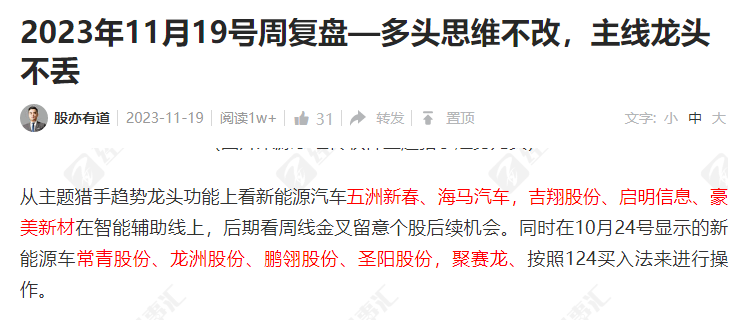 2023年11月19号周复盘—多头思维不改，主线龙头
不丢
股亦有道 2023-11-19 阅读1w+ 31 转发 置顶 文字: 小 中 大
从主题猎手趋势龙头功能上看新能源汽车五洲新春、海马汽车，吉翔股份、启明信息、豪
美新材在智能辅助线上，后期看周线金叉留意个股后续机会。同时在10月24号显示的新
能源车常青股份、龙洲股份、鹏翎股份、圣阳股份，聚赛龙、按照124买入法来进行操
作。